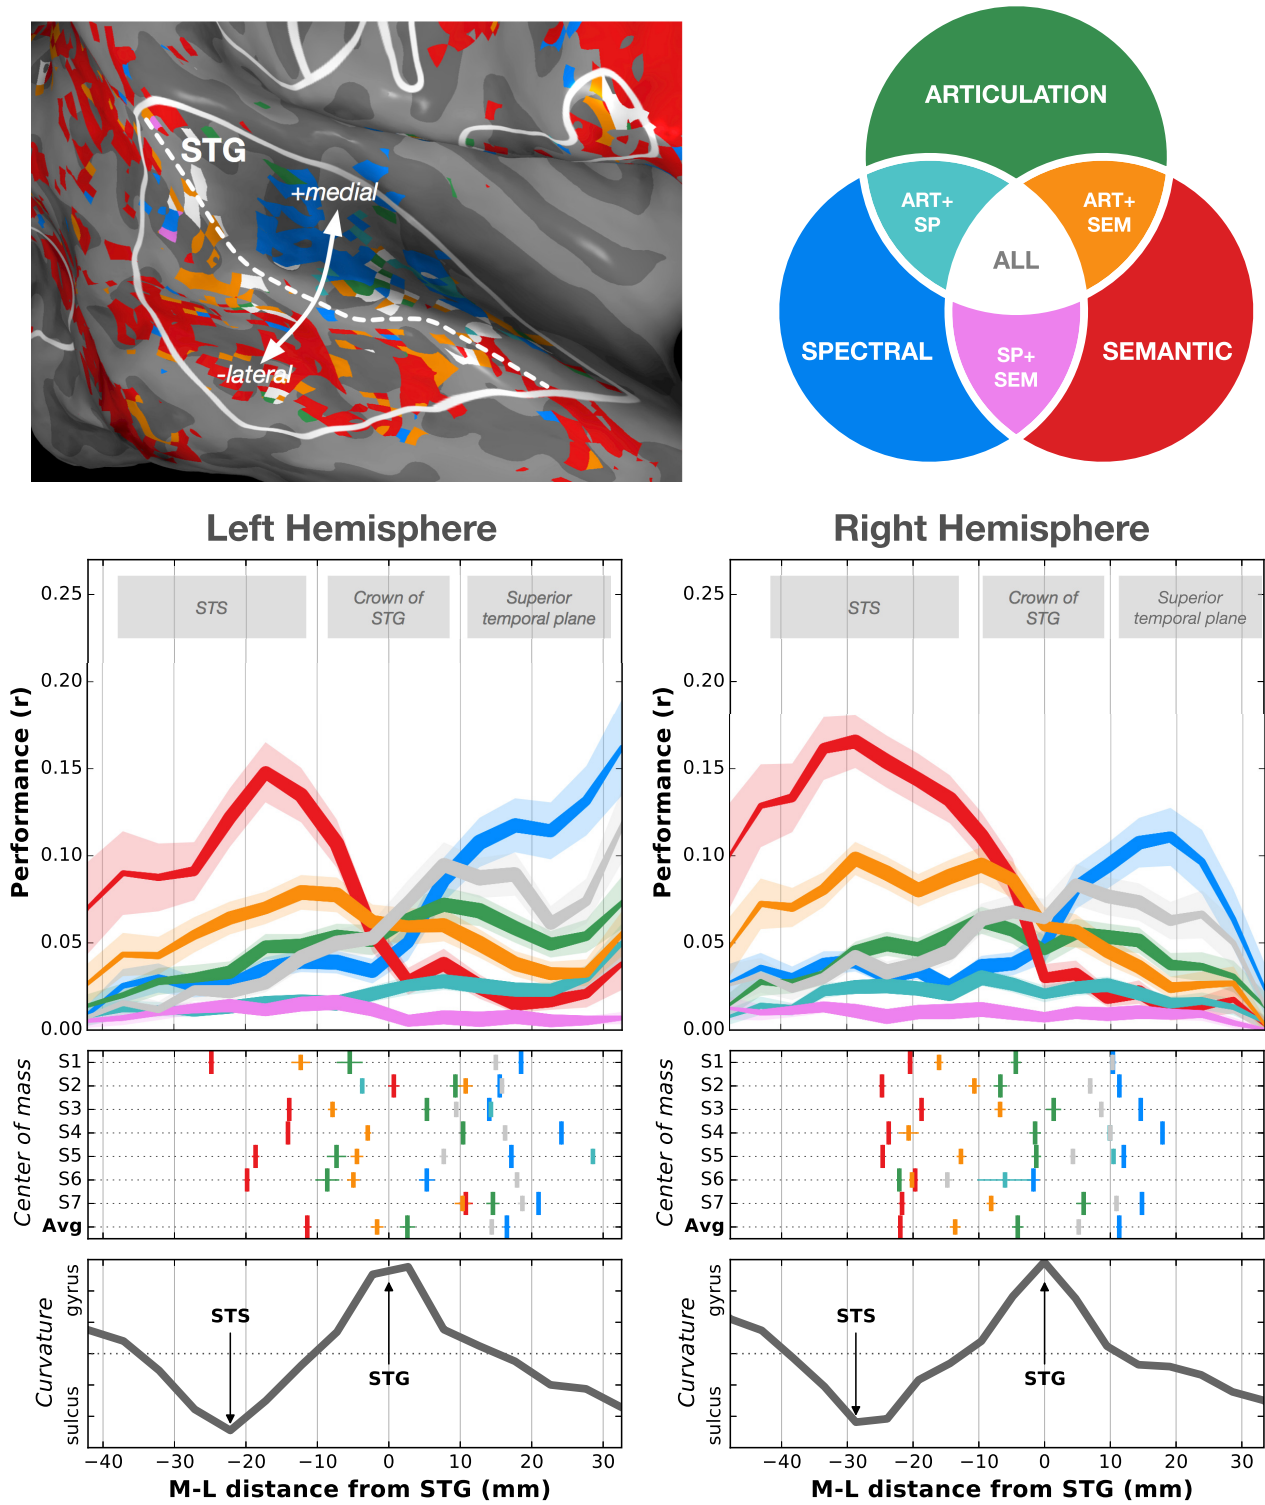 STG
+medial
-lateral
ARTICULATION
ART+
SP
ART+
SEM
ALL
SPECTRAL
SP+
SEM
SEMANTIC
Left Hemisphere
Right Hemisphere
STS
Crown of
STG
Superior
temporal plane
STS
Crown of
STG
Superior
temporal plane
Performance (r)
0.25
0.20
0.15
0.10
0.05
0.00
Performance (r)
0.25
0.20
0.15
0.10
0.05
0.00
Center of mass
S1
S2
S3
S4
S5
S6
S7
Avg
Center of mass
S1
S2
S3
S4
S5
S6
S7
Avg
Curvature
gyrus
sulcus
STS
STG
Curvature
gyrus
sulcus
STS
STG
−40 −30 −20 −10 0 10 20 30
M-L distance from STG (mm)
−40 −30 −20 −10 0 10 20 30
M-L distance from STG (mm)